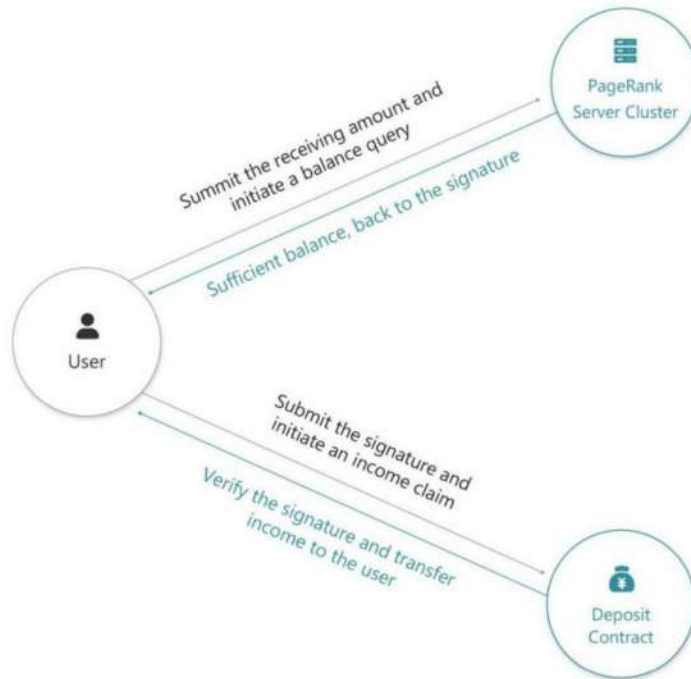 PageRank
Server Cluster
Summit the receiving amount and
initiate a balance query
Sufficient balance, back to the signature
User
Submit the signature and
initiate an income claim
Verify the signature and transfer
income to the user
¥
Deposit
Contract